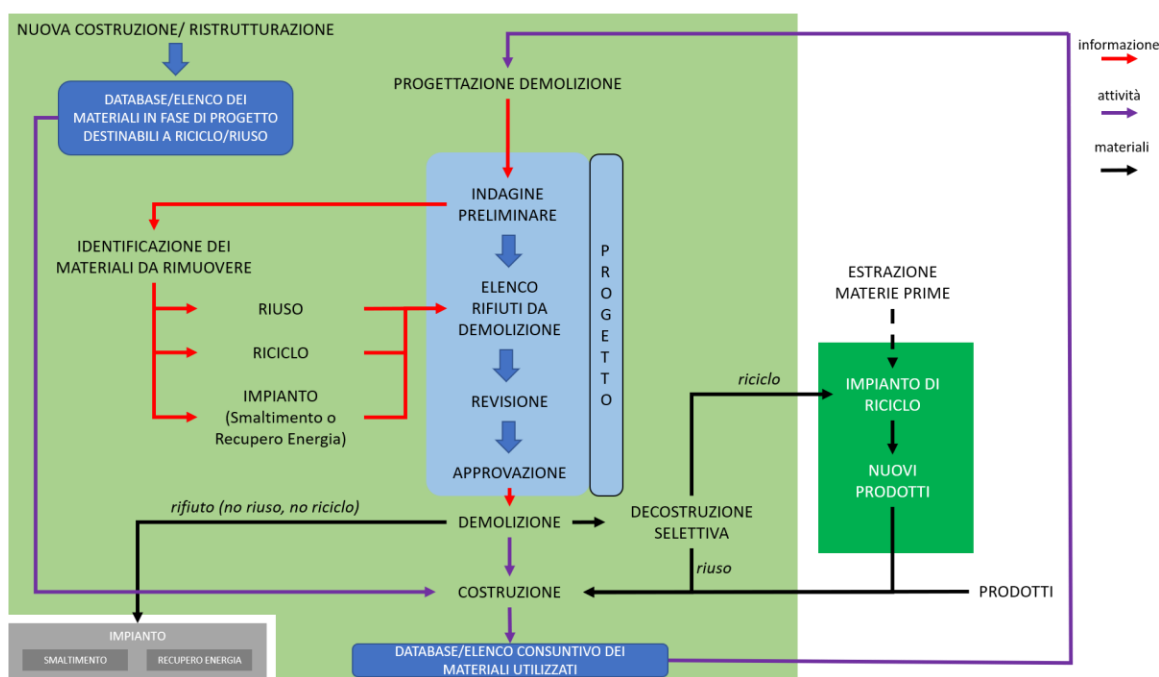 NUOVA COSTRUZIONE/ RISTRUTTURAZIONE
DATABASE/ELENCO DEI
MATERIALI IN FASE DI PROGETTO
DESTINABILI A RICICLO/RIUSO
PROGETTAZIONE DEMOLIZIONE
informazione
attività
materiali
INDAGINE
PRELIMINARE
ELENCO
RIFIUTI DA
DEMOLIZIONE
REVISIONE
APPROVAZIONE
PROGETTO
IDENTIFICAZIONE DEI
MATERIALI DA RIMUOVERE
RIUSO
RICICLO
IMPIANTO
(Smaltimento o
Recupero Energia)
ESTRAZIONE
MATERIE PRIME
riciclo
IMPIANTO DI
RICICLO
NUOVI
PRODOTTI
rifiuto (no riuso, no riciclo)
DEMOLIZIONE
DECOSTRUZIONE
SELETTIVA
riuso
COSTRUZIONE
PRODOTTI
IMPIANTO
SMALTIMENTO
RECUPERO ENERGIA
DATABASE/ELENCO CONSUNTIVO DEI
MATERIALI UTILIZZATI